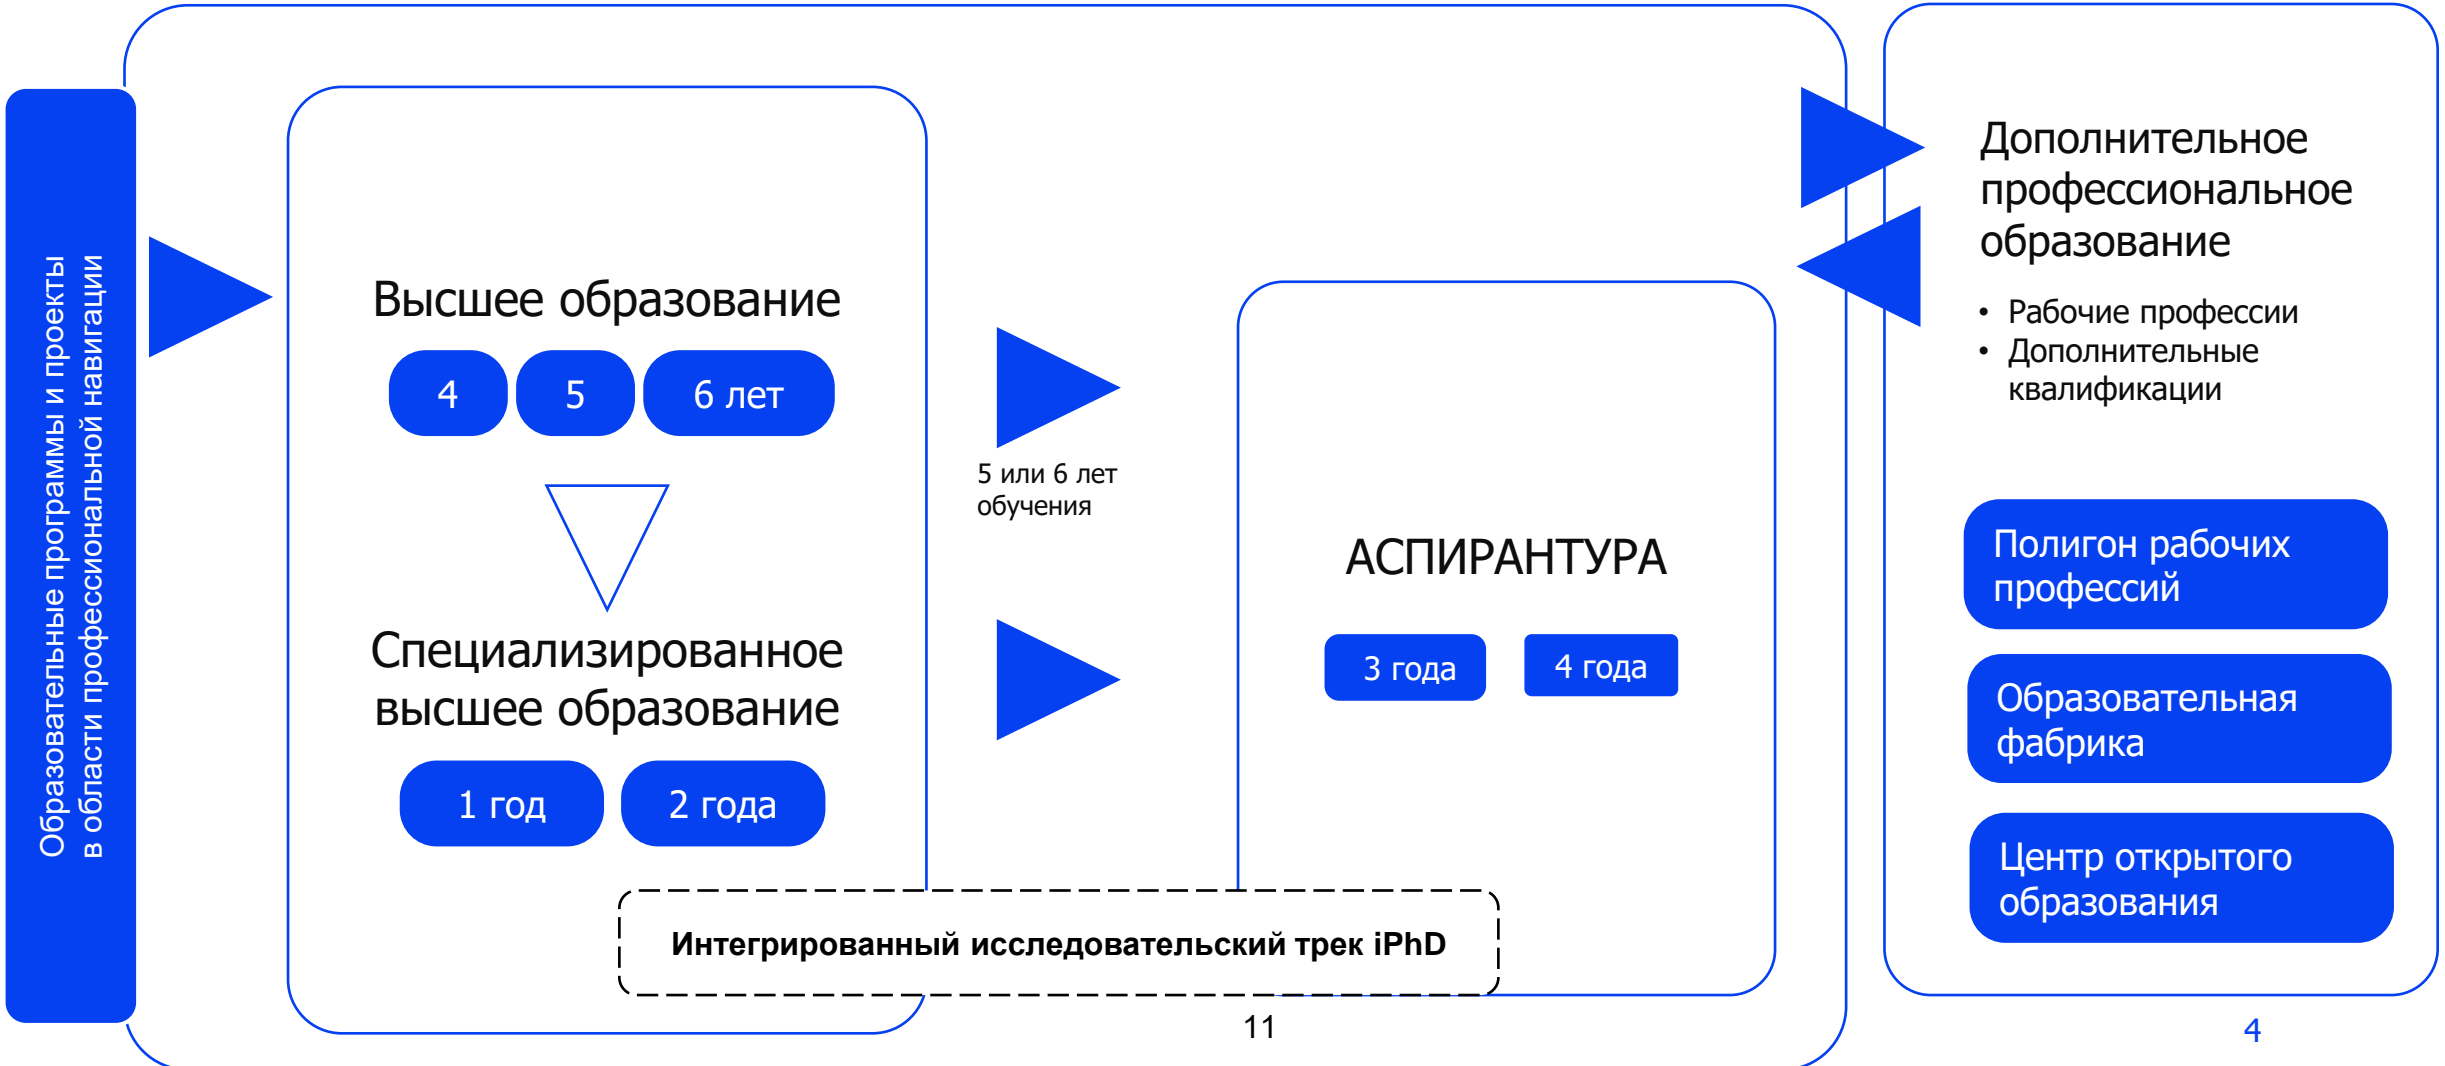 Образовательные программы и проекты
в области профессиональной навигации
Высшее образование
4
5
6 лет
Специализированное
высшее образование
1 год
2 года
5 или 6 лет
обучения
АСПИРАНТУРА
3 года
4 года
Интегрированный исследовательский трек iPhD
11
Дополнительное
профессиональное
образование
• Рабочие профессии
• Дополнительные
квалификации
Полигон рабочих
профессий
Образовательная
фабрика
Центр открытого
образования
4